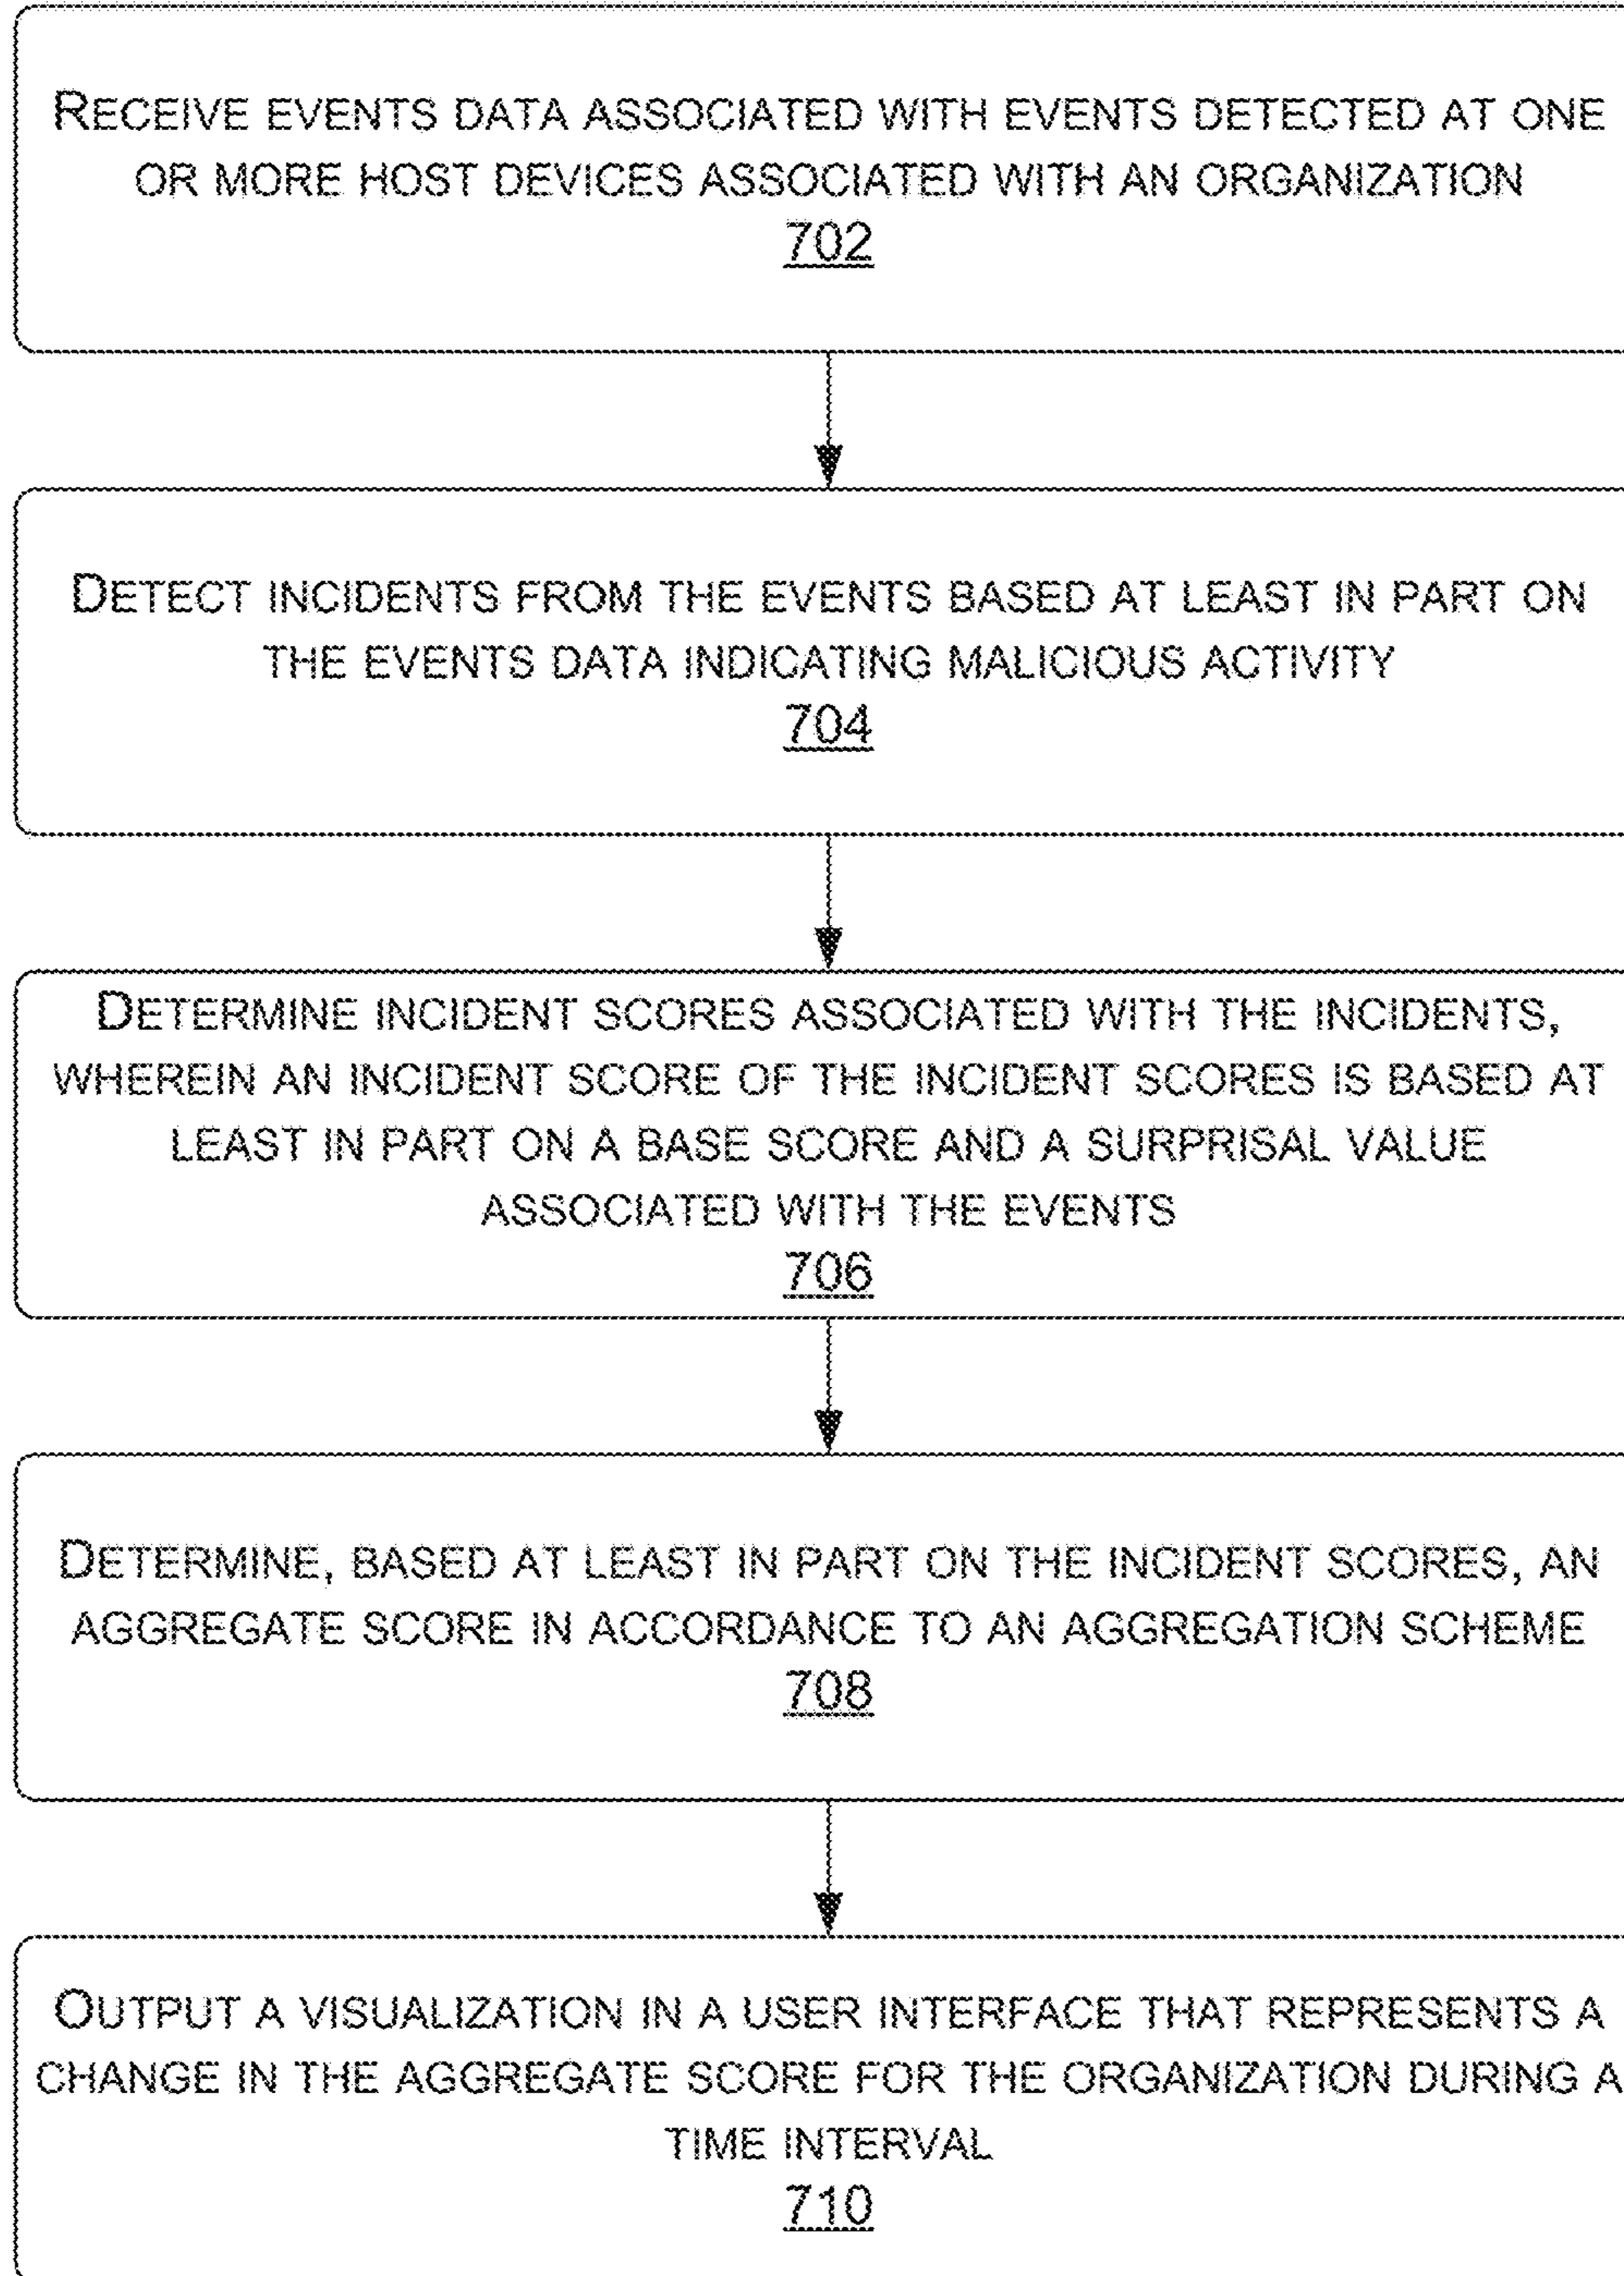 RECEIVE EVENTS DATA ASSOCIATED WITH EVENTS DETECTED AT ONE
OR MORE HOST DEVICES ASSOCIATED WITH AN ORGANIZATION
702
DETECT INCIDENTS FROM THE EVENTS BASED AT LEAST IN PART ON
THE EVENTS DATA INDICATING MALICIOUS ACTIVITY
704
DETERMINE INCIDENT SCORES ASSOCIATED WITH THE INCIDENTS,
WHEREIN AN INCIDENT SCORE OF THE INCIDENT SCORES IS BASED AT
LEAST IN PART ON A BASE SCORE AND A SURPRISAL VALUE
ASSOCIATED WITH THE EVENTS
706
DETERMINE, BASED AT LEAST IN PART ON THE INCIDENT SCORES, AN
AGGREGATE SCORE IN ACCORDANCE TO AN AGGREGATION SCHEME
708
OUTPUT A VISUALIZATION IN A USER INTERFACE THAT REPRESENTS A
CHANGE IN THE AGGREGATE SCORE FOR THE ORGANIZATION DURING A
TIME INTERVAL
710